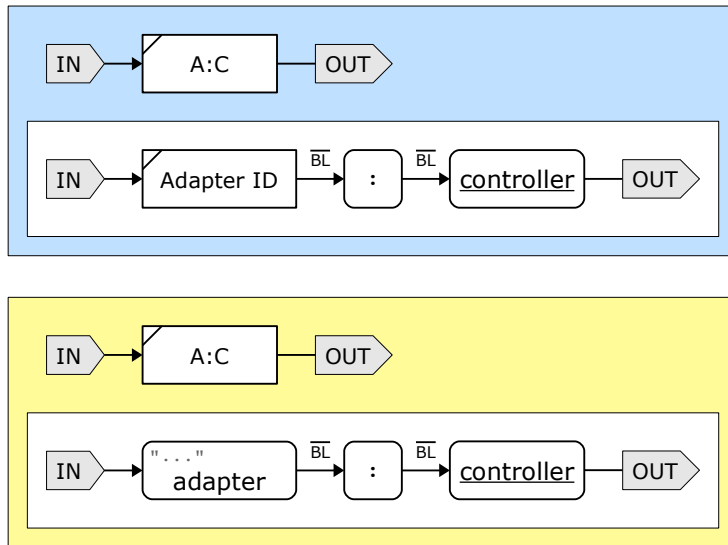 IN A:C OUT
BL BL
IN Adapter ID : controller OUT
IN A:C OUT
"..." BL BL
IN adapter : controller OUT